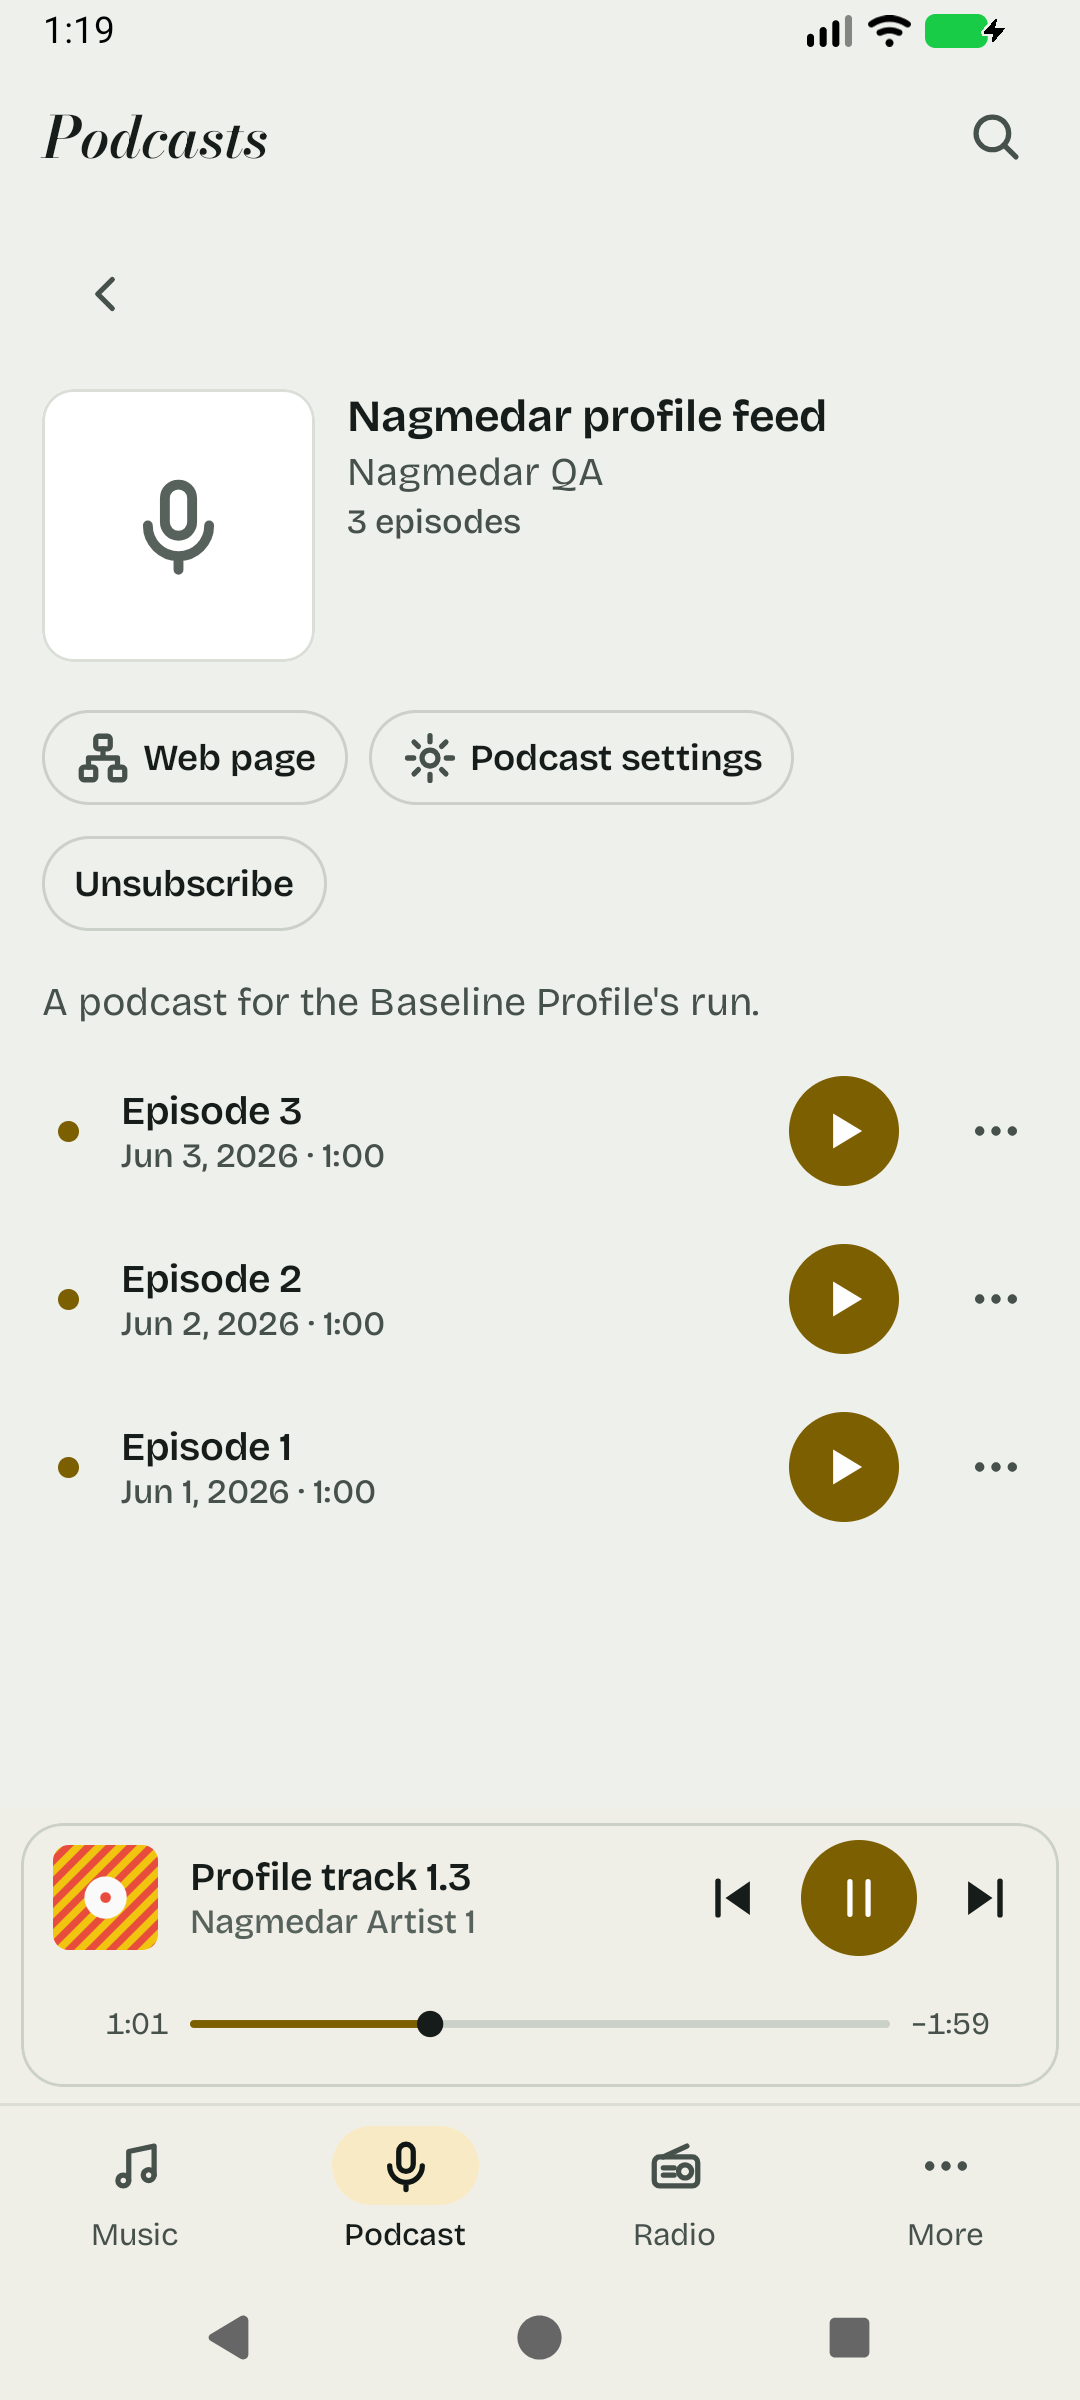 1:19
Podcasts
Nagmedar profile feed
Nagmedar QA
3 episodes
Web page
Podcast settings
Unsubscribe
A podcast for the Baseline Profile's run.
Episode 3
Jun 3, 2026 · 1:00
Episode 2
Jun 2, 2026 · 1:00
Episode 1
Jun 1, 2026 · 1:00
Profile track 1.3
Nagmedar Artist 1
1:01
-1:59
Music
Podcast
Radio
More